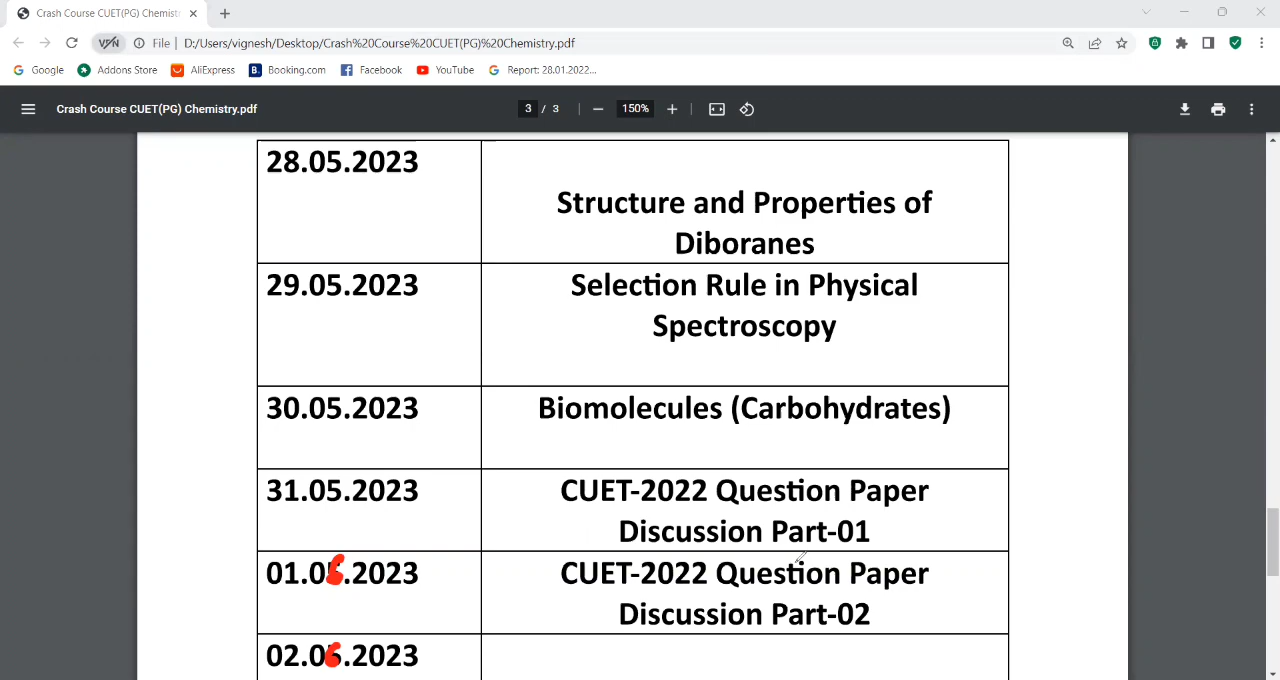 Crash Course CUET(PG) Chemistr
VPN
File | D:/Users/vignesh/Desktop/Crash%20Course%20CUET(PG)%20Chemistry.pdf
Google Addons Store AliExpress B. Booking.com Facebook YouTube Report: 28.01.2022...
Crash Course CUET(PG) Chemistry.pdf 3 / 3 | − 150% + |
28.05.2023
Structure and Properties of
Diboranes
29.05.2023 Selection Rule in Physical
Spectroscopy
30.05.2023 Biomolecules (Carbohydrates)
31.05.2023 CUET-2022 Question Paper
Discussion Part-01
01.06.2023 CUET-2022 Question Paper
Discussion Part-02
02.06.2023